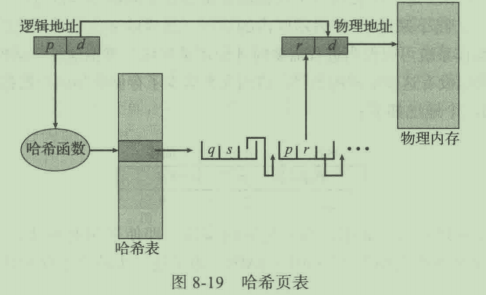 逻辑地址
物理地址
p d
r d
物理内存
哈希函数
q s
p r
•••
哈希表
图 8-19 哈希页表